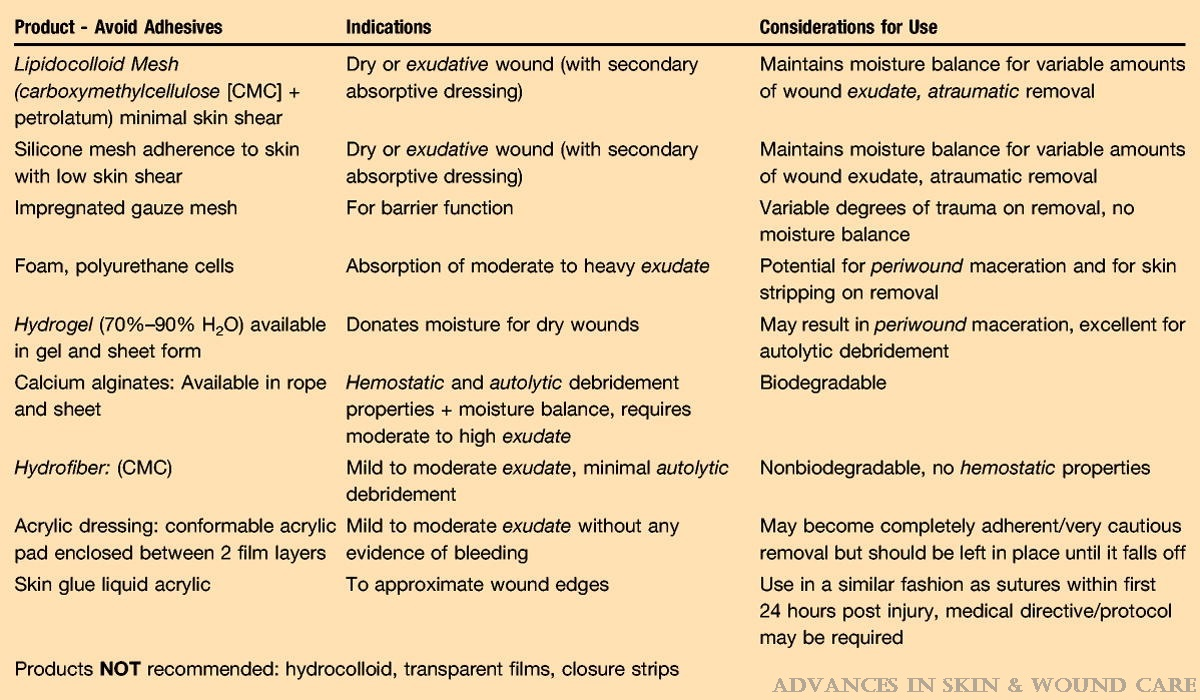 Product - Avoid Adhesives Indications Considerations for Use
Lipidocolloid Mesh Dry or exudative wound (with secondary Maintains moisture balance for variable amounts
(carboxymethylcellulose [CMC] + absorptive dressing) of wound exudate, atraumatic removal
petrolatum) minimal skin shear
Silicone mesh adherence to skin Dry or exudative wound (with secondary Maintains moisture balance for variable amounts
with low skin shear absorptive dressing) of wound exudate, atraumatic removal
Impregnated gauze mesh For barrier function Variable degrees of trauma on removal, no
moisture balance
Foam, polyurethane cells Absorption of moderate to heavy exudate Potential for periwound maceration and for skin
stripping on removal
Hydrogel (70%–90% H₂O) available Donates moisture for dry wounds May result in periwound maceration, excellent for
in gel and sheet form autolytic debridement
Calcium alginates: Available in rope Hemostatic and autolytic debridement Biodegradable
and sheet properties + moisture balance, requires
moderate to high exudate
Hydrofiber: (CMC) Mild to moderate exudate, minimal autolytic Nonbiodegradable, no hemostatic properties
debridement
Acrylic dressing: conformable acrylic Mild to moderate exudate without any May become completely adherent/very cautious
pad enclosed between 2 film layers evidence of bleeding removal but should be left in place until it falls off
Skin glue liquid acrylic To approximate wound edges Use in a similar fashion as sutures within first
24 hours post injury, medical directive/protocol
may be required
Products NOT recommended: hydrocolloid, transparent films, closure strips
ADVANCES IN SKIN & WOUND CARE